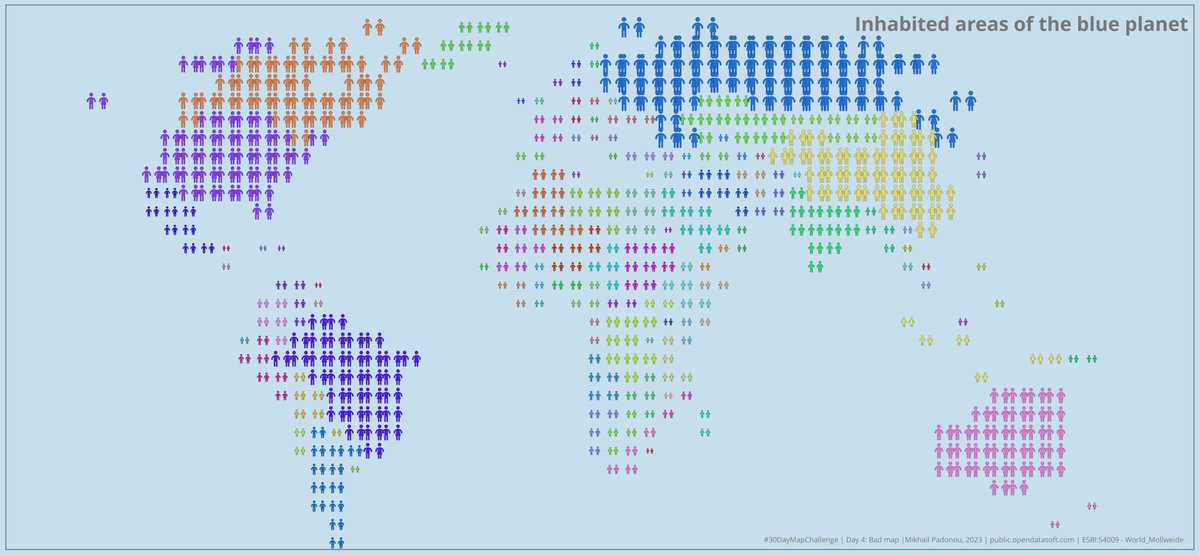 Inhabited areas of the blue planet
#30DayMapChallenge | Day 4: Bad map |Mikhaïl Padonou, 2023 | public.opendatasoft.com | ESRI:54009 - World_Mollweide